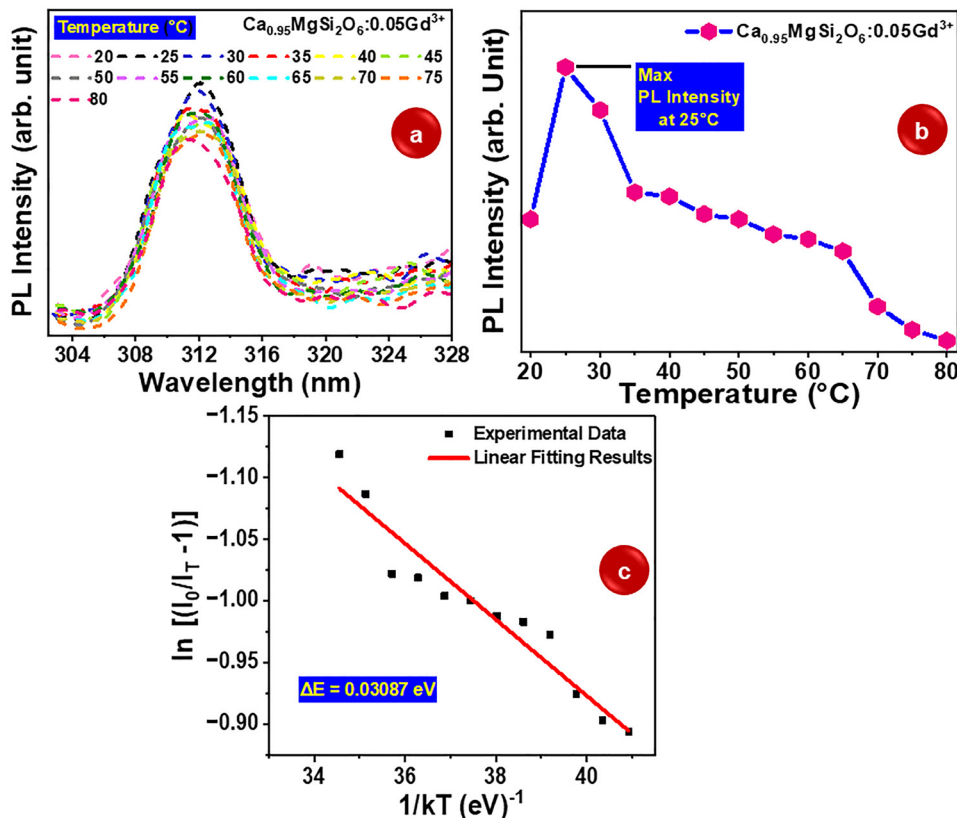 Temperature (°C)
Ca0.95MgSi2O6:0.05Gd3+
20 25 30 35 40 45
50 55 60 65 70 75
80
a
PL Intensity (arb. unit)
304 308 312 316 320 324 328
Wavelength (nm)
Ca0.95MgSi2O6:0.05Gd3+
Max
PL Intensity
at 25°C
b
PL Intensity (arb. Unit)
20 30 40 50 60 70 80
Temperature (°C)
−1.15
−1.10
−1.05
−1.00
−0.95
−0.90
ln [(I0/IT -1)]
Experimental Data
Linear Fitting Results
c
ΔE = 0.03087 eV
34 36 38 40
1/kT (eV)-1